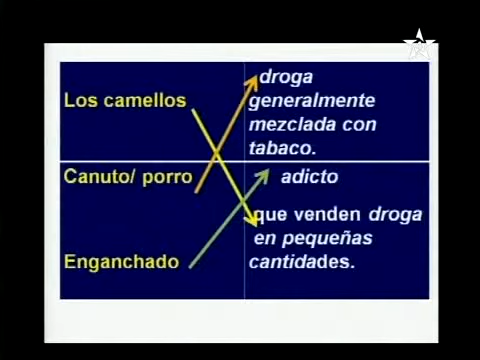 Los camellos
droga
generalmente
mezclada con
tabaco.
Canuto/ porro
adicto
Enganchado
que venden droga
en pequeñas
cantidades.